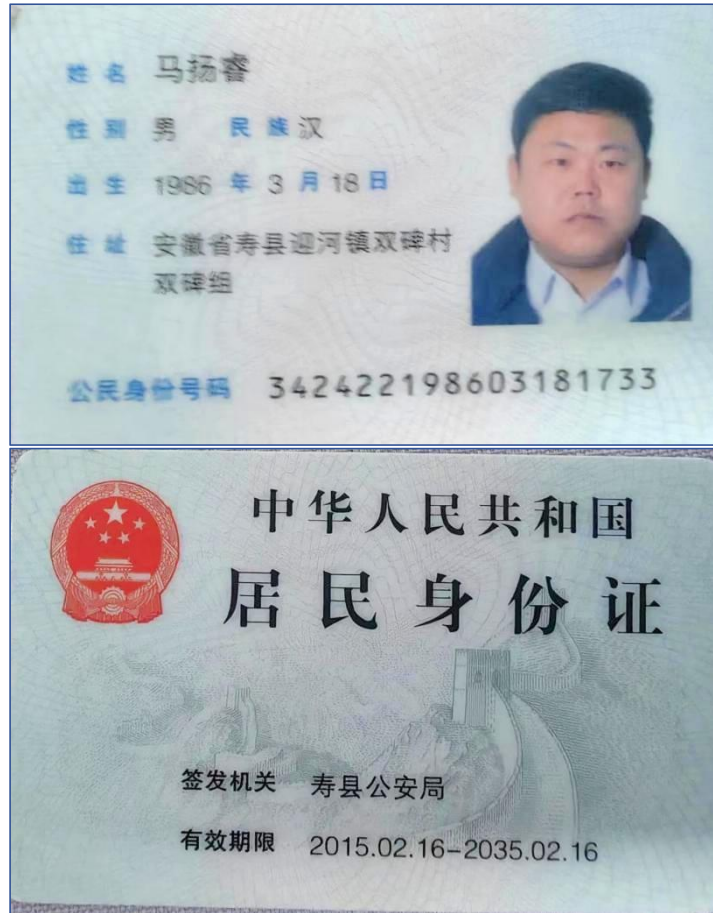 姓名 马扬睿
性别 男 民族 汉
出生 1986 年 3 月 18 日
住址 安徽省寿县迎河镇双碑村
双碑组
公民身份号码 342422198603181733
中华人民共和国
居民身份证
签发机关 寿县公安局
有效期限 2015.02.16-2035.02.16